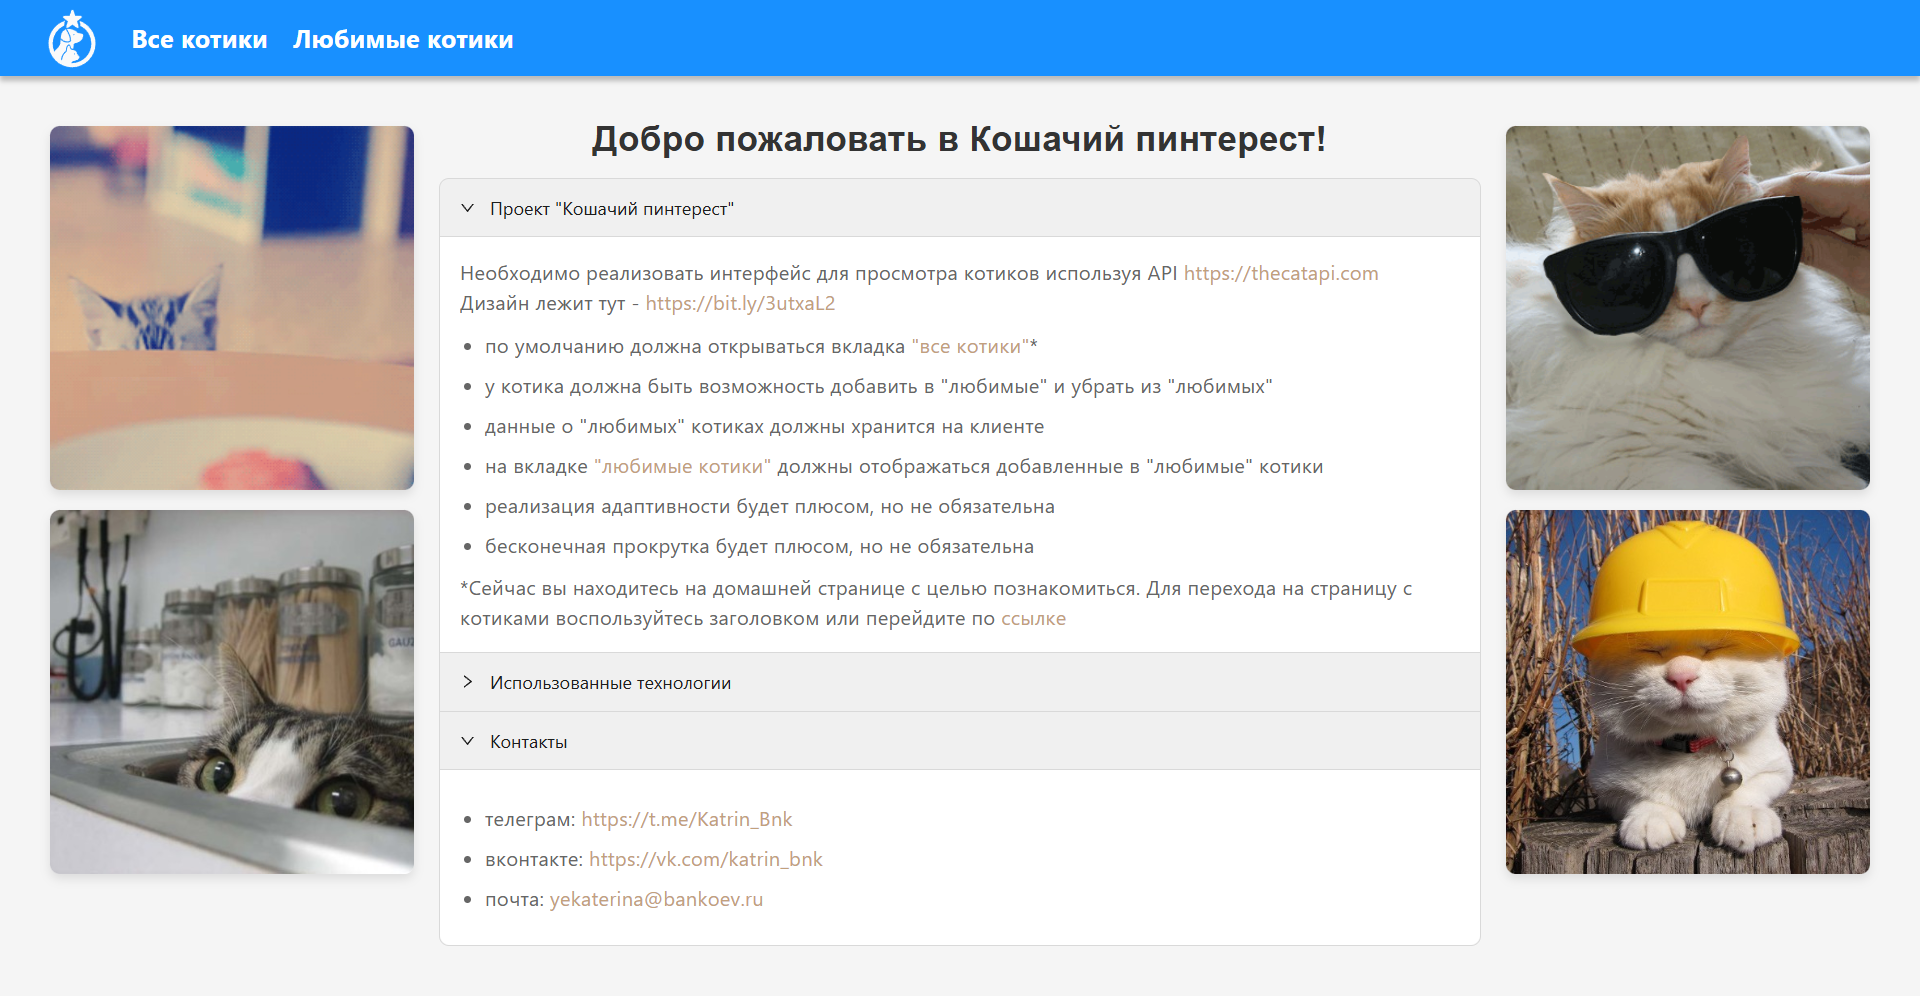 Все котики Любимые котики
Добро пожаловать в Кошачий пинтерест!
Проект "Кошачий пинтерест"
Необходимо реализовать интерфейс для просмотра котиков используя API https://thecatapi.com
Дизайн лежит тут - https://bit.ly/3utxaL2
по умолчанию должна открываться вкладка "все котики"*
у котика должна быть возможность добавить в "любимые" и убрать из "любимых"
данные о "любимых" котиках должны хранится на клиенте
на вкладке "любимые котики" должны отображаться добавленные в "любимые" котики
реализация адаптивности будет плюсом, но не обязательна
бесконечная прокрутка будет плюсом, но не обязательна
*Сейчас вы находитесь на домашней странице с целью познакомиться. Для перехода на страницу с
котиками воспользуйтесь заголовком или перейдите по ссылке
Использованные технологии
Контакты
телеграм: https://t.me/Katrin_Bnk
вконтакте: https://vk.com/katrin_bnk
почта: yekaterina@bankoev.ru